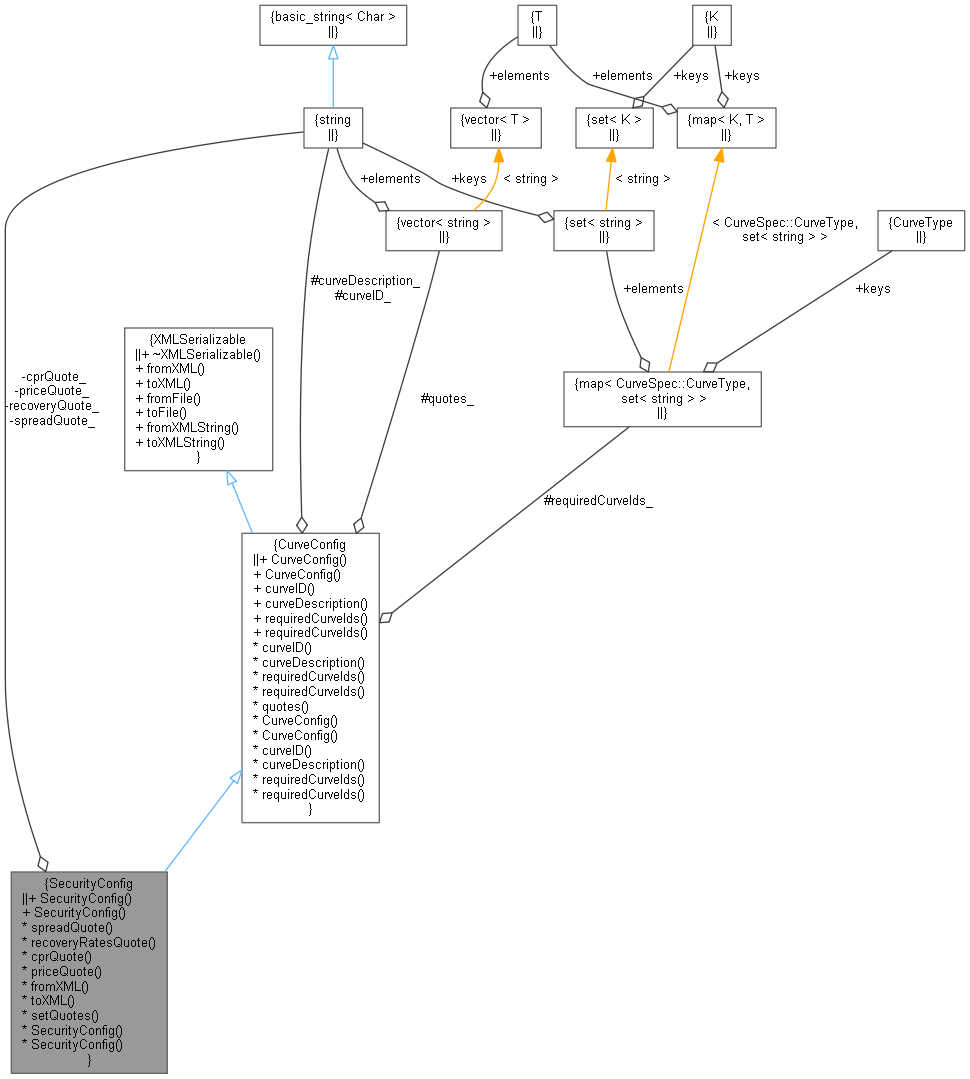 {basic_string< Char >
||}
{T
||}
{K
||}
+elements
+elements
+keys
+keys
{string
||}
{vector< T >
||}
{set< K >
||}
{map< K, T >
||}
+elements
+keys
< string >
< string >
{vector< string >
||}
{set< string >
||}
< CurveSpec::CurveType,
set< string > >
{CurveType
||}
#curveDescription_
#curveID_
+elements
+keys
{XMLSerializable
||+ ~XMLSerializable()
+ fromXML()
+ toXML()
+ fromFile()
+ toFile()
+ fromXMLString()
+ toXMLString()
}
-cprQuote_
-priceQuote_
-recoveryQuote_
-spreadQuote_
#quotes_
{map< CurveSpec::CurveType,
set< string > >
||}
#requiredCurveIds_
{CurveConfig
||+ CurveConfig()
+ CurveConfig()
+ curveID()
+ curveDescription()
+ requiredCurveIds()
+ requiredCurveIds()
* curveID()
* curveDescription()
* requiredCurveIds()
* requiredCurveIds()
* quotes()
* CurveConfig()
* CurveConfig()
* curveID()
* curveDescription()
* requiredCurveIds()
* requiredCurveIds()
}
{SecurityConfig
||+ SecurityConfig()
+ SecurityConfig()
* spreadQuote()
* recoveryRatesQuote()
* cprQuote()
* priceQuote()
* fromXML()
* toXML()
* setQuotes()
* SecurityConfig()
* SecurityConfig()
}